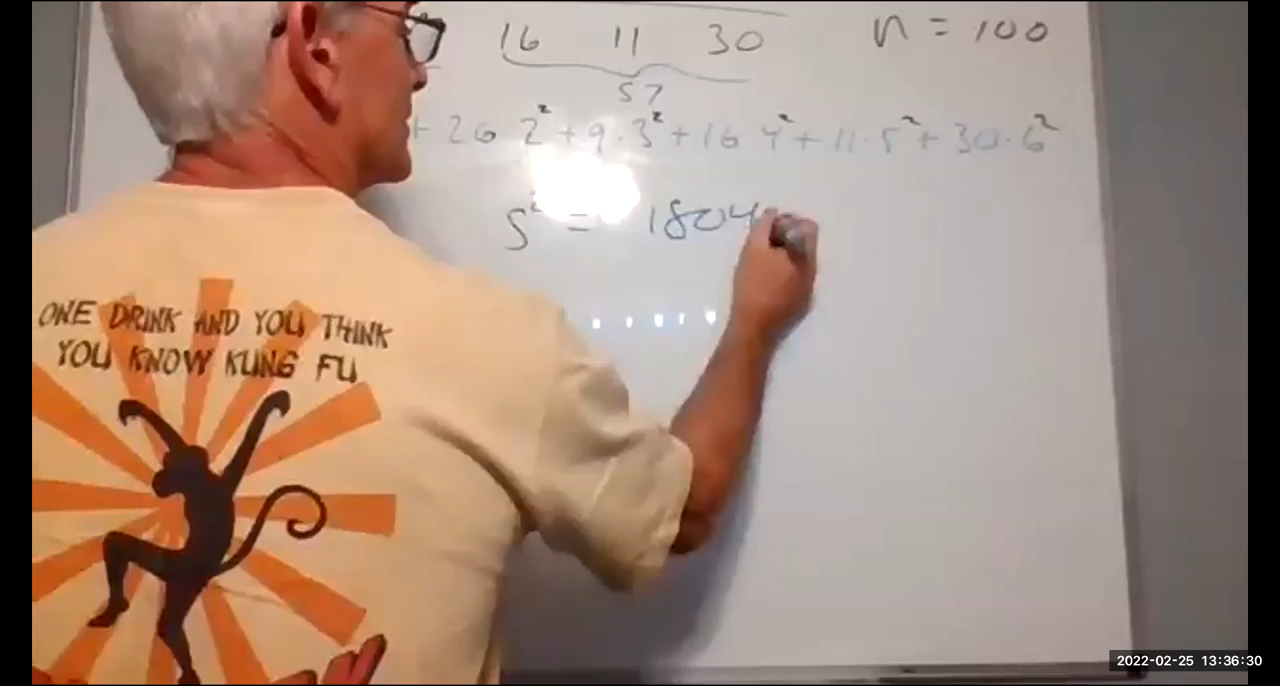 16 11 30 n = 100
57
+ 26 2² + 9·3² + 16 4² + 11·5² + 30·6²
s² = 1804
ONE DRINK AND YOU THINK
YOU KNOW KUNG FU
2022-02-25 13:36:30